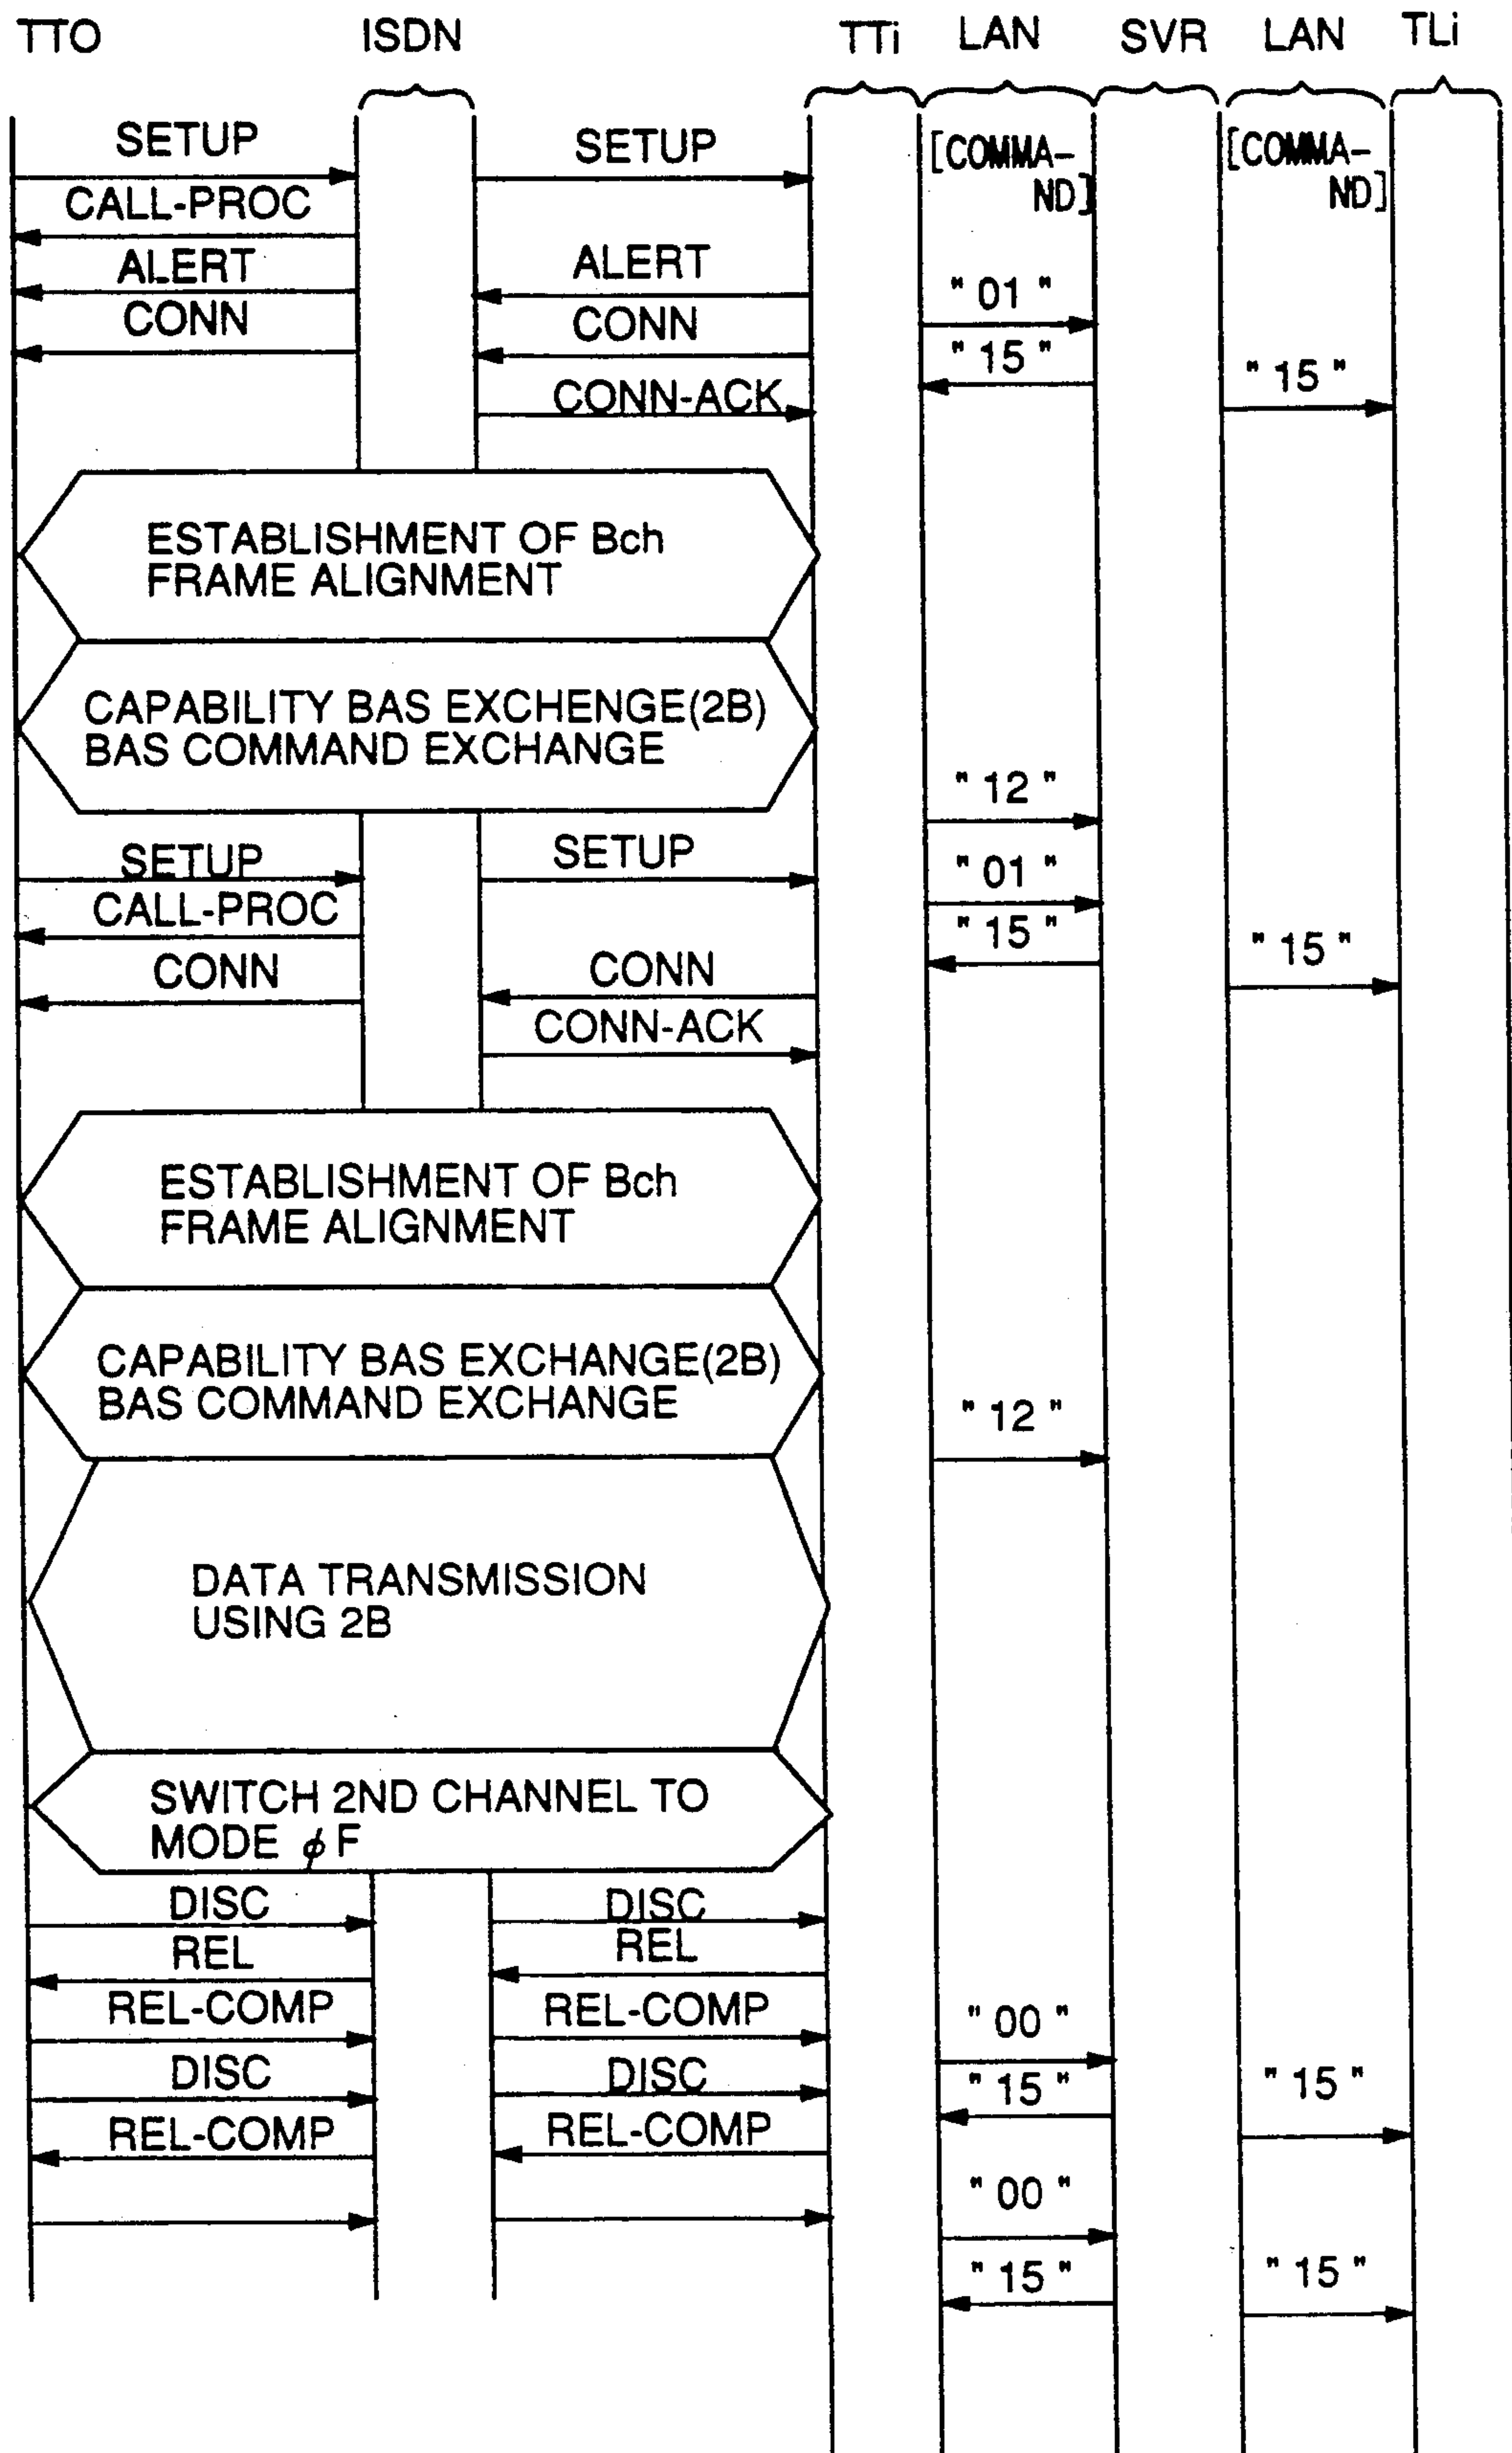 TTO ISDN TTi LAN SVR LAN TLi
SETUP SETUP [COMMA- [COMMA-
ND] ND]
CALL-PROC
ALERT ALERT " 01 "
CONN CONN " 15 " " 15 "
CONN-ACK
ESTABLISHMENT OF Bch
FRAME ALIGNMENT
CAPABILITY BAS EXCHENGE(2B)
BAS COMMAND EXCHANGE
" 12 "
SETUP SETUP " 01 "
CALL-PROC " 15 " " 15 "
CONN CONN
CONN-ACK
ESTABLISHMENT OF Bch
FRAME ALIGNMENT
CAPABILITY BAS EXCHANGE(2B)
BAS COMMAND EXCHANGE " 12 "
DATA TRANSMISSION
USING 2B
SWITCH 2ND CHANNEL TO
MODE ϕ F
DISC DISC
REL REL
REL-COMP REL-COMP " 00 "
DISC DISC " 15 " " 15 "
REL-COMP REL-COMP
" 00 "
" 15 " " 15 "